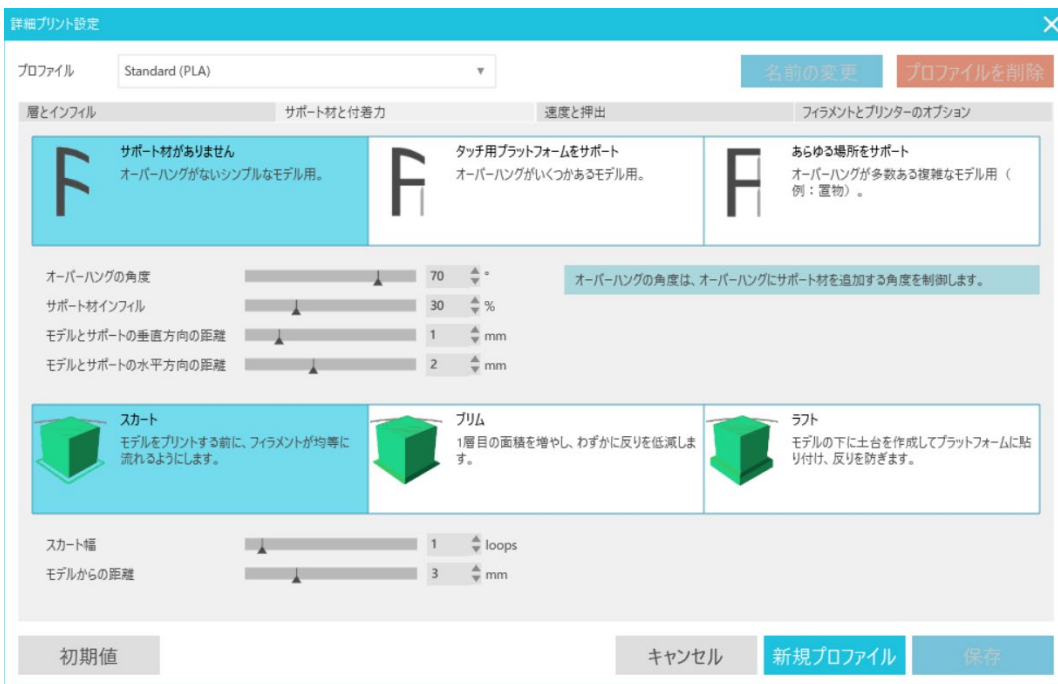 詳細プリント設定
プロファイル Standard (PLA) 名前の変更 プロファイルを削除
層とインフィル サポート材と付着力 速度と押出 フィラメントとプリンターのオプション
サポート材がありません
オーバーハングがないシンプルなモデル用。
タッチ用プラットフォームをサポート
オーバーハングがいくつかあるモデル用。
あらゆる場所をサポート
オーバーハングが多数ある複雑なモデル用（
例：置物）。
オーバーハングの角度 70 °
オーバーハングの角度は、オーバーハングにサポート材を追加する角度を制御します。
サポート材インフィル 30 %
モデルとサポートの垂直方向の距離 1 mm
モデルとサポートの水平方向の距離 2 mm
スカート
モデルをプリントする前に、フィラメントが均等に
流れるようにします。
ブリム
1層目の面積を増やし、わずかに反りを低減しま
す。
ラフト
モデルの下に土台を作成してプラットフォームに貼
り付け、反りを防ぎます。
スカート幅 1 loops
モデルからの距離 3 mm
初期値 キャンセル 新規プロファイル 保存